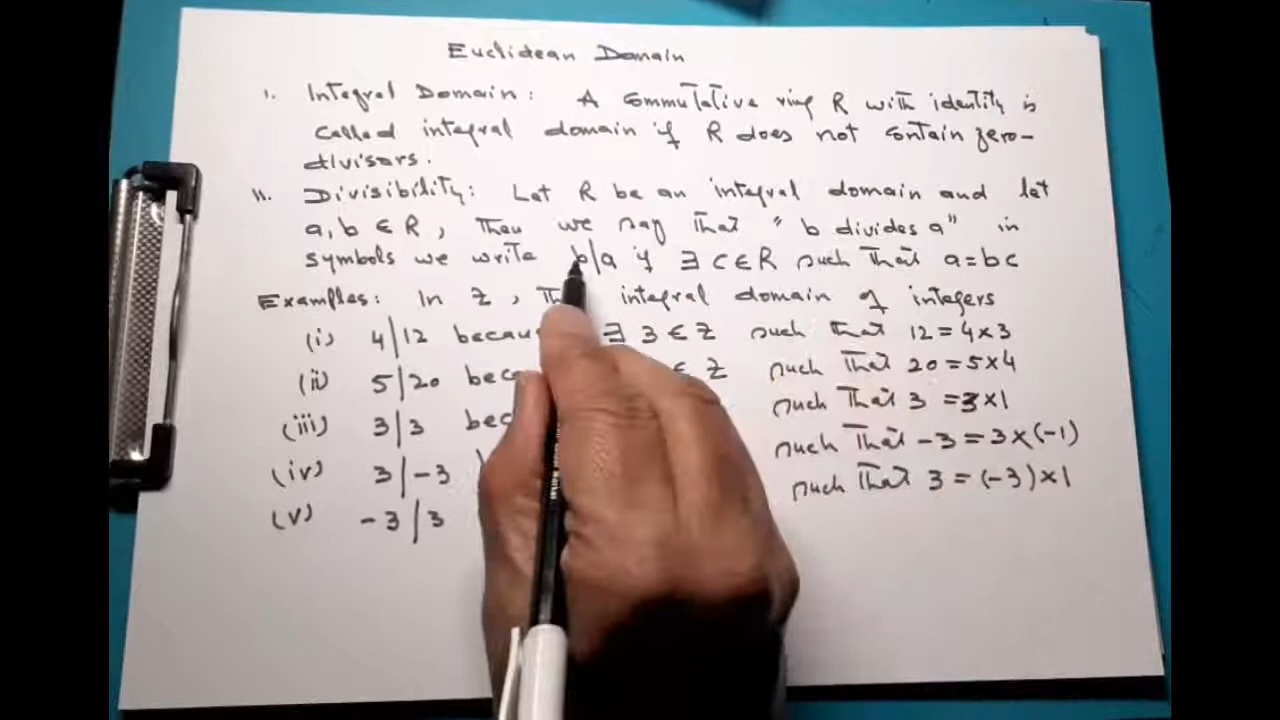 Euclidean Domain
I. Integral Domain: A commutative ring R with identity is
called integral domain if R does not contain zero-
divisors.
II. Divisibility: Let R be an integral domain and let
a, b ∈ R, Then we say That "b divides a" in
symbols we write b|a if ∃ c ∈ R such That a = bc
Examples: In Z, The integral domain of integers
(i) 4|12 because ∃ 3 ∈ Z such that 12 = 4×3
(ii) 5|20 ∈ Z such That 20 = 5×4
(iii) 3|3 such That 3 = 3×1
(iv) 3|-3 such That -3 = 3×(-1)
(v) -3|3 such That 3 = (-3)×1